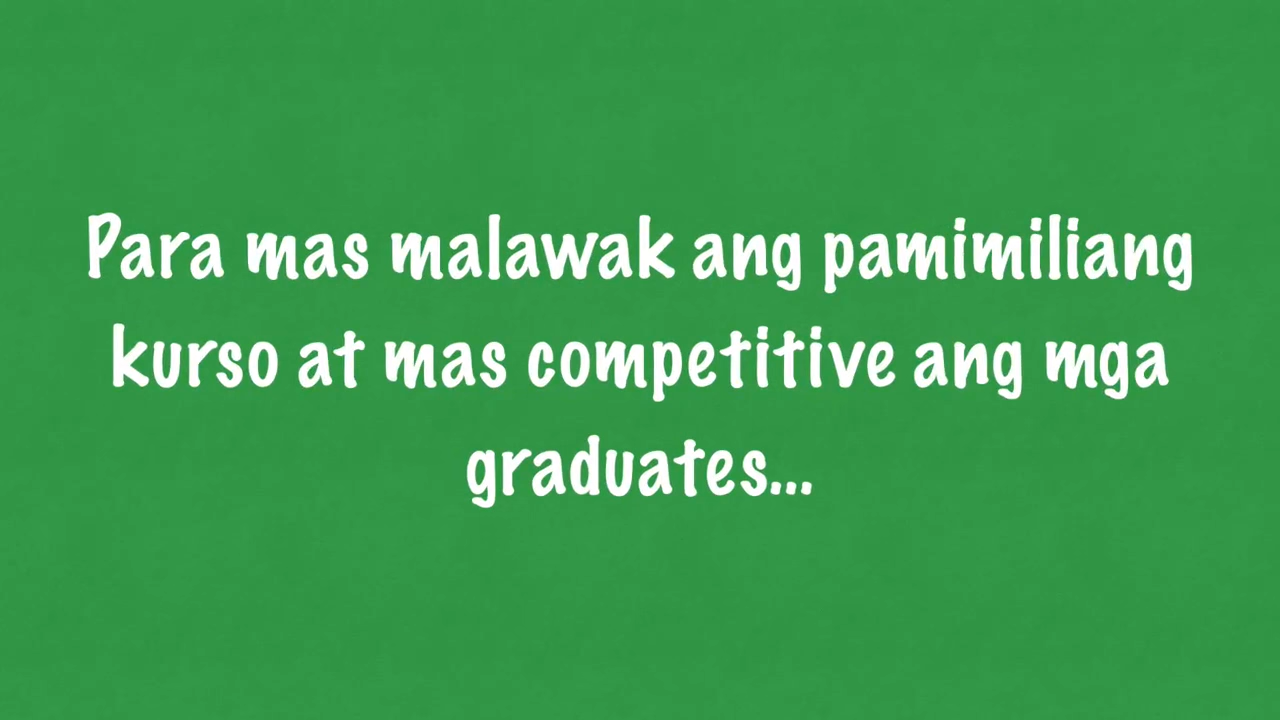 Para mas malawak ang pamimiliang
kurso at mas competitive ang mga
graduates...